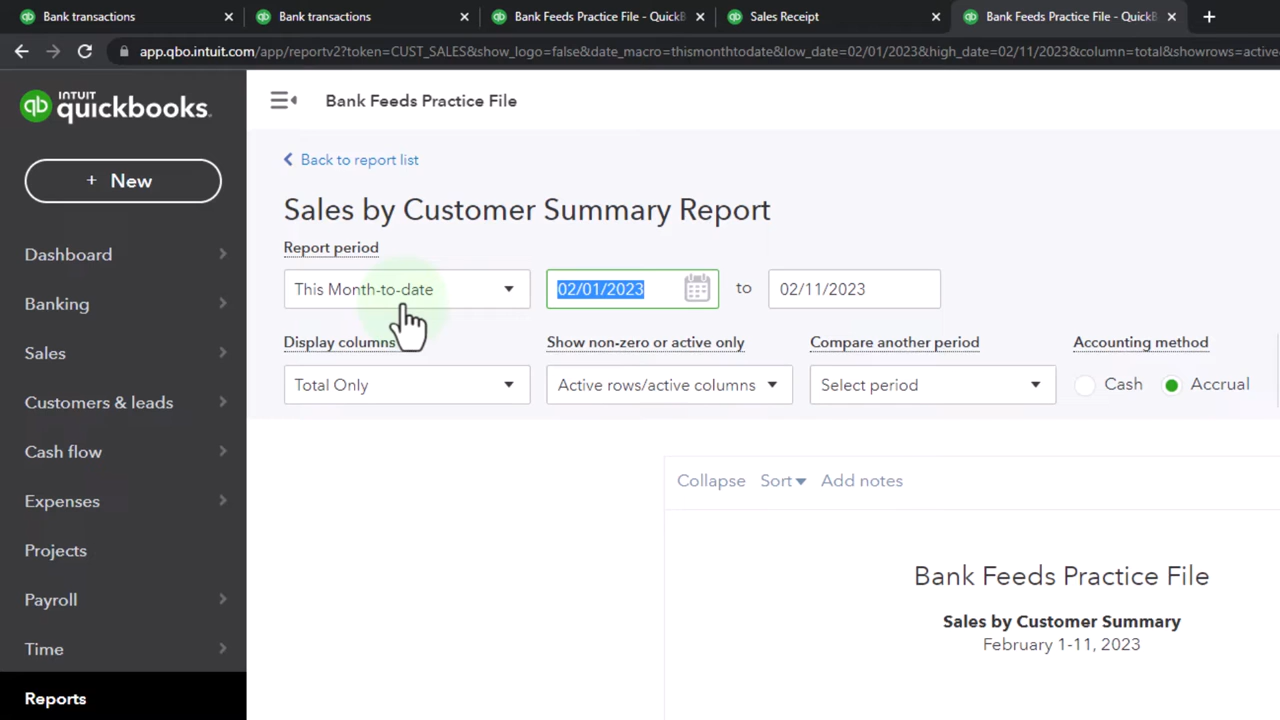 Bank transactions
Bank transactions
Bank Feeds Practice File - QuickB
Sales Receipt
Bank Feeds Practice File - QuickB
app.qbo.intuit.com/app/reportv2?token=CUST_SALES&show_logo=false&date_macro=thismonthtodate&low_date=02/01/2023&high_date=02/11/2023&column=total&showrows=active
INTUIT
quickbooks.
qb
Bank Feeds Practice File
+ New
Back to report list
Sales by Customer Summary Report
Report period
This Month-to-date
02/01/2023
to
02/11/2023
Display columns
Show non-zero or active only
Compare another period
Accounting method
Total Only
Active rows/active columns
Select period
Cash
Accrual
Dashboard
Banking
Sales
Customers & leads
Cash flow
Expenses
Projects
Payroll
Time
Reports
Collapse Sort Add notes
Bank Feeds Practice File
Sales by Customer Summary
February 1-11, 2023